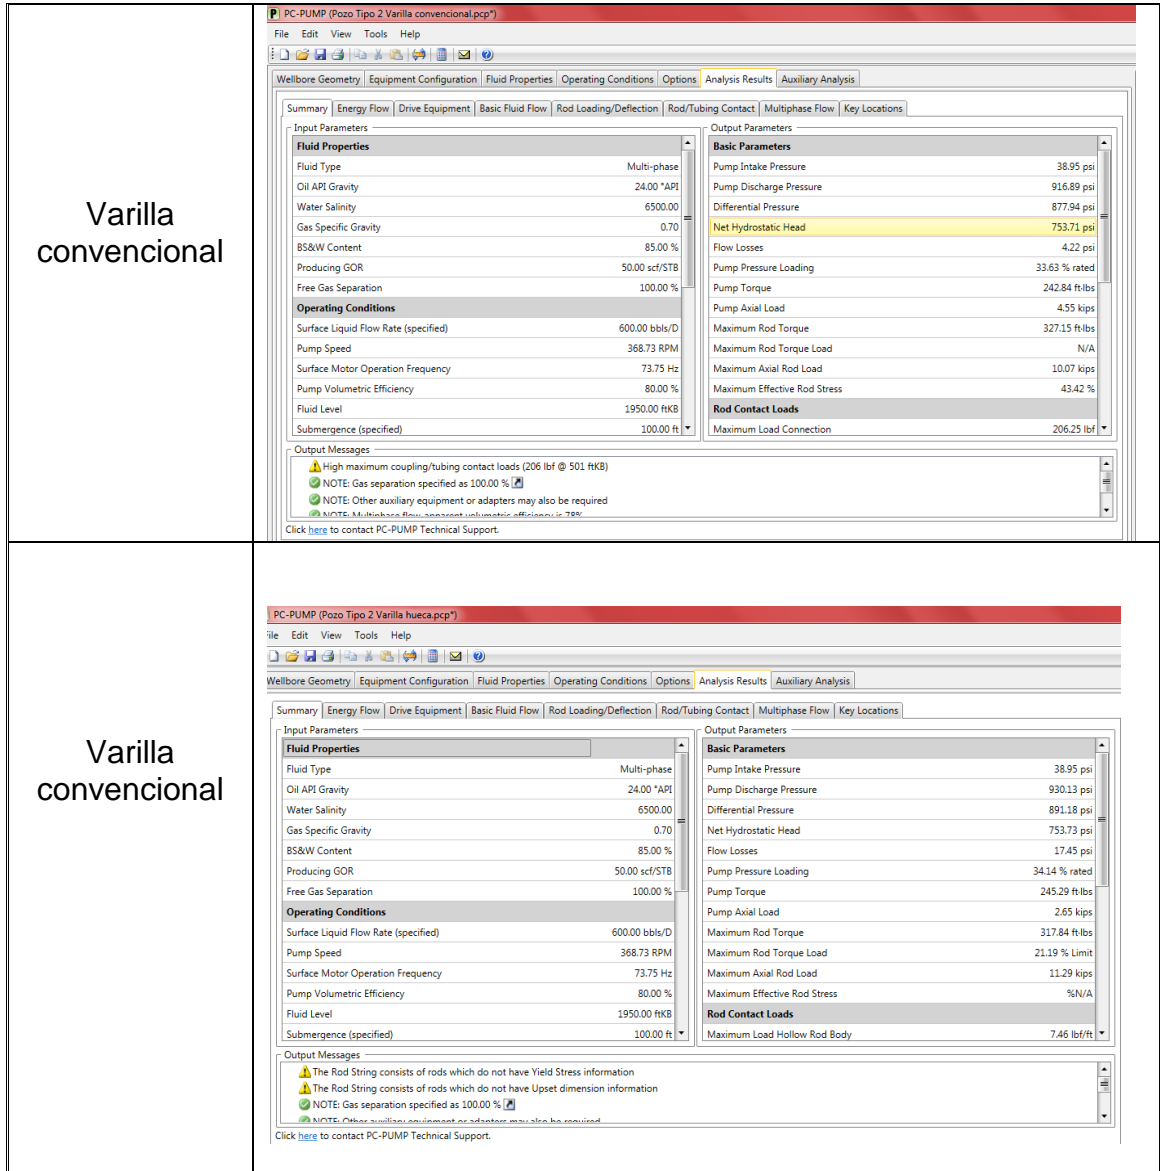 Varilla
convencional
PC-PUMP (Pozo Tipo 2 Varilla convencional.pcp*)
File Edit View Tools Help
Wellbore Geometry Equipment Configuration Fluid Properties Operating Conditions Options Analysis Results Auxiliary Analysis
Summary Energy Flow Drive Equipment Basic Fluid Flow Rod Loading/Deflection Rod/Tubing Contact Multiphase Flow Key Locations
Input Parameters Output Parameters
Fluid Properties Basic Parameters
Fluid Type Multi-phase Pump Intake Pressure 38.95 psi
Oil API Gravity 24.00 °API Pump Discharge Pressure 916.89 psi
Water Salinity 6500.00 Differential Pressure 877.94 psi
Gas Specific Gravity 0.70 Net Hydrostatic Head 753.71 psi
BS&W Content 85.00 % Flow Losses 4.22 psi
Producing GOR 50.00 scf/STB Pump Pressure Loading 33.63 % rated
Free Gas Separation 100.00 % Pump Torque 242.84 ft·lbs
Operating Conditions Pump Axial Load 4.55 kips
Surface Liquid Flow Rate (specified) 600.00 bbls/D Maximum Rod Torque 327.15 ft·lbs
Pump Speed 368.73 RPM Maximum Rod Torque Load N/A
Surface Motor Operation Frequency 73.75 Hz Maximum Axial Rod Load 10.07 kips
Pump Volumetric Efficiency 80.00 % Maximum Effective Rod Stress 43.42 %
Fluid Level 1950.00 ftKB Rod Contact Loads
Submergence (specified) 100.00 ft Maximum Load Connection 206.25 lbf
Output Messages
High maximum coupling/tubing contact loads (206 lbf @ 501 ftKB)
NOTE: Gas separation specified as 100.00 %
NOTE: Other auxiliary equipment or adapters may also be required
NOTE: Multiphase flow apparent volumetric efficiency is 78%
Click here to contact PC-PUMP Technical Support.
Varilla
convencional
PC-PUMP (Pozo Tipo 2 Varilla hueca.pcp*)
File Edit View Tools Help
Wellbore Geometry Equipment Configuration Fluid Properties Operating Conditions Options Analysis Results Auxiliary Analysis
Summary Energy Flow Drive Equipment Basic Fluid Flow Rod Loading/Deflection Rod/Tubing Contact Multiphase Flow Key Locations
Input Parameters Output Parameters
Fluid Properties Basic Parameters
Fluid Type Multi-phase Pump Intake Pressure 38.95 psi
Oil API Gravity 24.00 °API Pump Discharge Pressure 930.13 psi
Water Salinity 6500.00 Differential Pressure 891.18 psi
Gas Specific Gravity 0.70 Net Hydrostatic Head 753.73 psi
BS&W Content 85.00 % Flow Losses 17.45 psi
Producing GOR 50.00 scf/STB Pump Pressure Loading 34.14 % rated
Free Gas Separation 100.00 % Pump Torque 245.29 ft·lbs
Operating Conditions Pump Axial Load 2.65 kips
Surface Liquid Flow Rate (specified) 600.00 bbls/D Maximum Rod Torque 317.84 ft·lbs
Pump Speed 368.73 RPM Maximum Rod Torque Load 21.19 % Limit
Surface Motor Operation Frequency 73.75 Hz Maximum Axial Rod Load 11.29 kips
Pump Volumetric Efficiency 80.00 % Maximum Effective Rod Stress %N/A
Fluid Level 1950.00 ftKB Rod Contact Loads
Submergence (specified) 100.00 ft Maximum Load Hollow Rod Body 7.46 lbf/ft
Output Messages
The Rod String consists of rods which do not have Yield Stress information
The Rod String consists of rods which do not have Upset dimension information
NOTE: Gas separation specified as 100.00 %
NOTE: Other auxiliary equipment or adapters may also be required
Click here to contact PC-PUMP Technical Support.